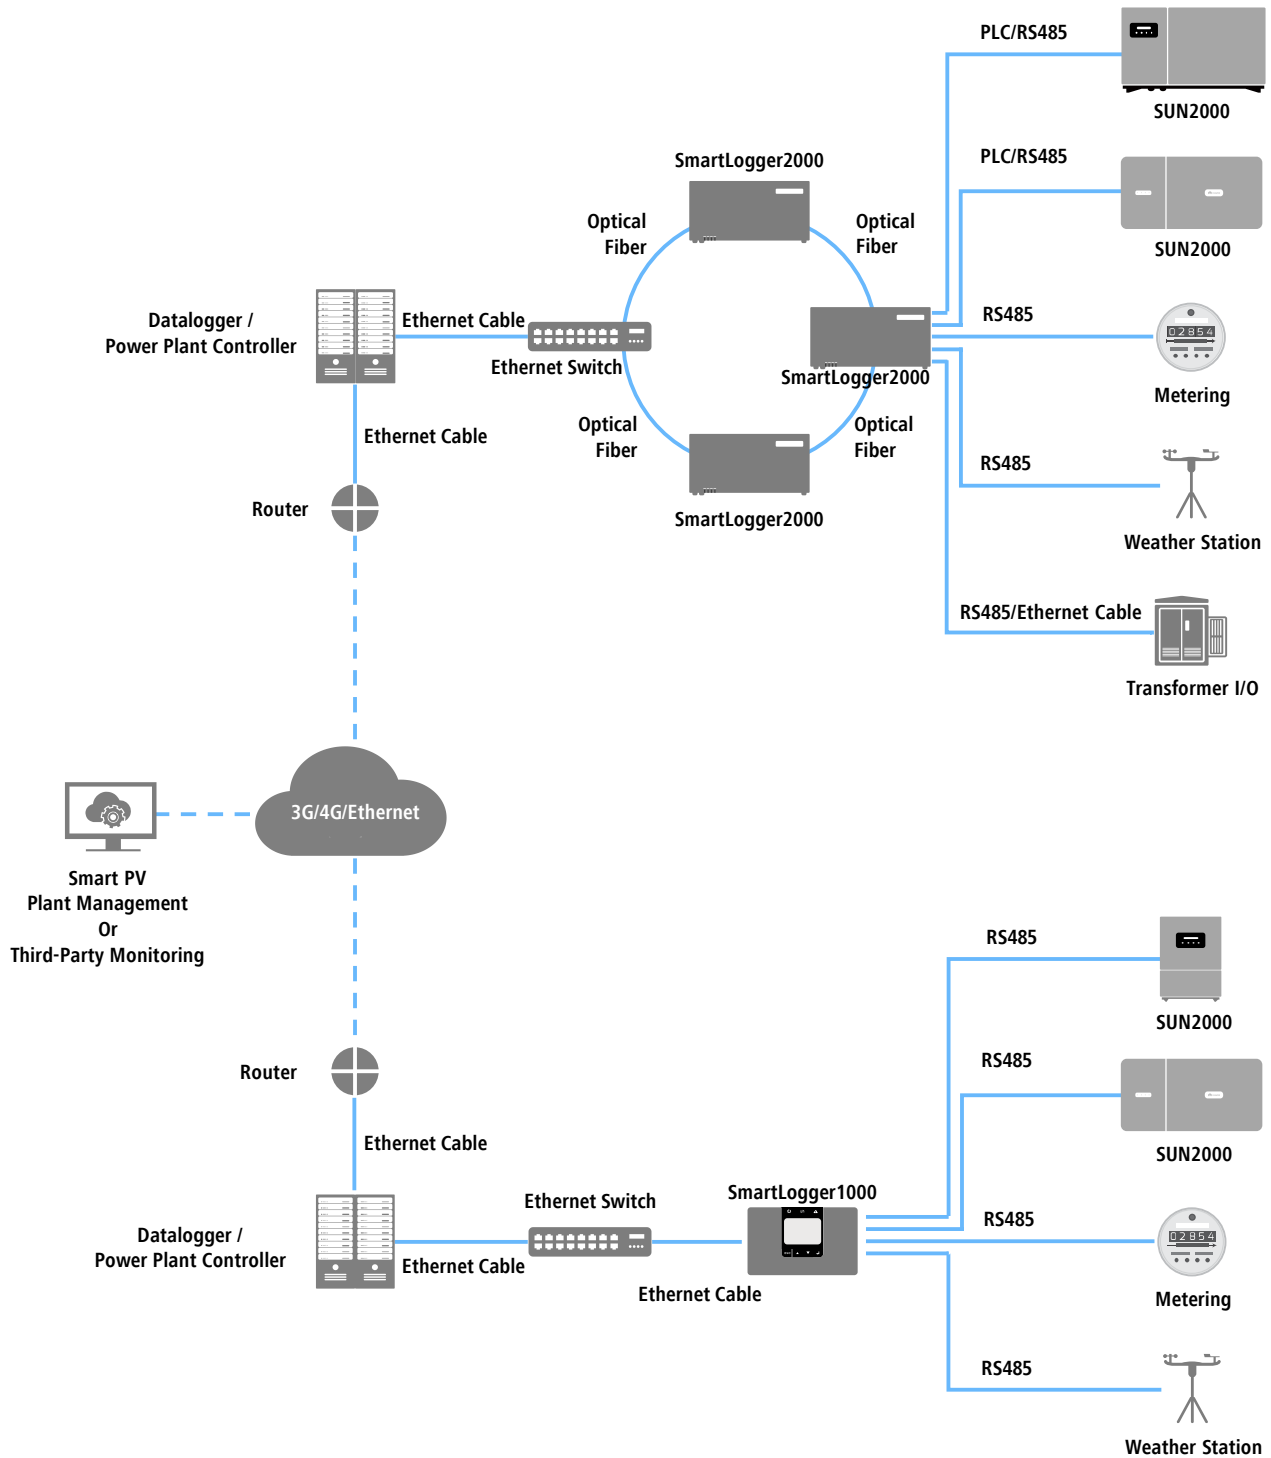 PLC/RS485
SUN2000
SmartLogger2000
PLC/RS485
Optical
Fiber
Optical
Fiber
SUN2000
Datalogger /
Power Plant Controller
Ethernet Cable
RS485
02854
Ethernet Switch
SmartLogger2000
Metering
Ethernet Cable
Optical
Fiber
Optical
Fiber
RS485
Router
SmartLogger2000
Weather Station
RS485/Ethernet Cable
Transformer I/O
3G/4G/Ethernet
Smart PV
Plant Management
Or
Third-Party Monitoring
RS485
SUN2000
Router
RS485
Ethernet Cable
SUN2000
Ethernet Switch
SmartLogger1000
Datalogger /
Power Plant Controller
RS485
02854
Ethernet Cable
Ethernet Cable
Metering
RS485
Weather Station